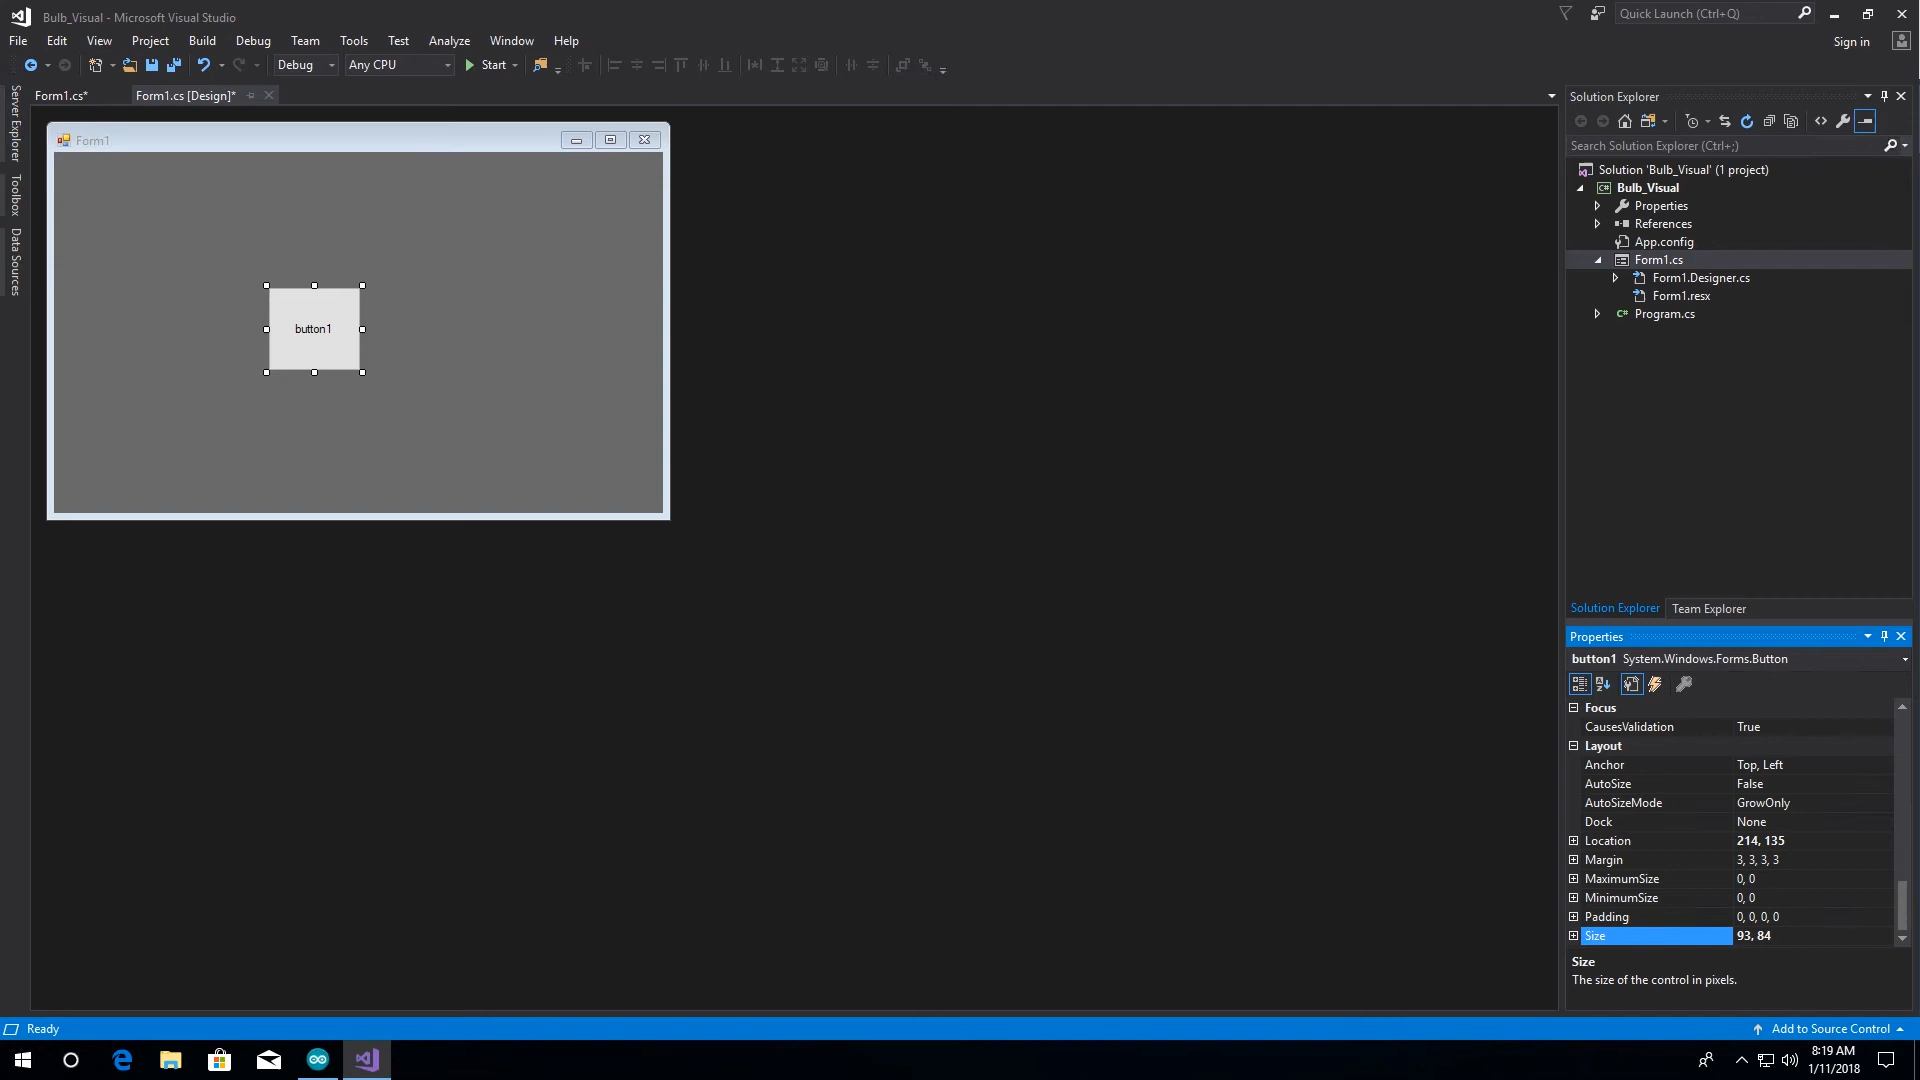 Bulb_Visual - Microsoft Visual Studio
Quick Launch (Ctrl+Q)
File Edit View Project Build Debug Team Tools Test Analyze Window Help
Sign in
Debug Any CPU Start
Form1.cs* Form1.cs [Design]*
Server Explorer
Toolbox
Data Sources
Form1
button1
Solution Explorer
Search Solution Explorer (Ctrl+;)
Solution 'Bulb_Visual' (1 project)
Bulb_Visual
Properties
References
App.config
Form1.cs
Form1.Designer.cs
Form1.resx
Program.cs
Solution Explorer Team Explorer
Properties
button1 System.Windows.Forms.Button
Focus
CausesValidation True
Layout
Anchor Top, Left
AutoSize False
AutoSizeMode GrowOnly
Dock None
Location 214, 135
Margin 3, 3, 3, 3
MaximumSize 0, 0
MinimumSize 0, 0
Padding 0, 0, 0, 0
Size 93, 84
Size
The size of the control in pixels.
Ready
Add to Source Control
8:19 AM
1/11/2018